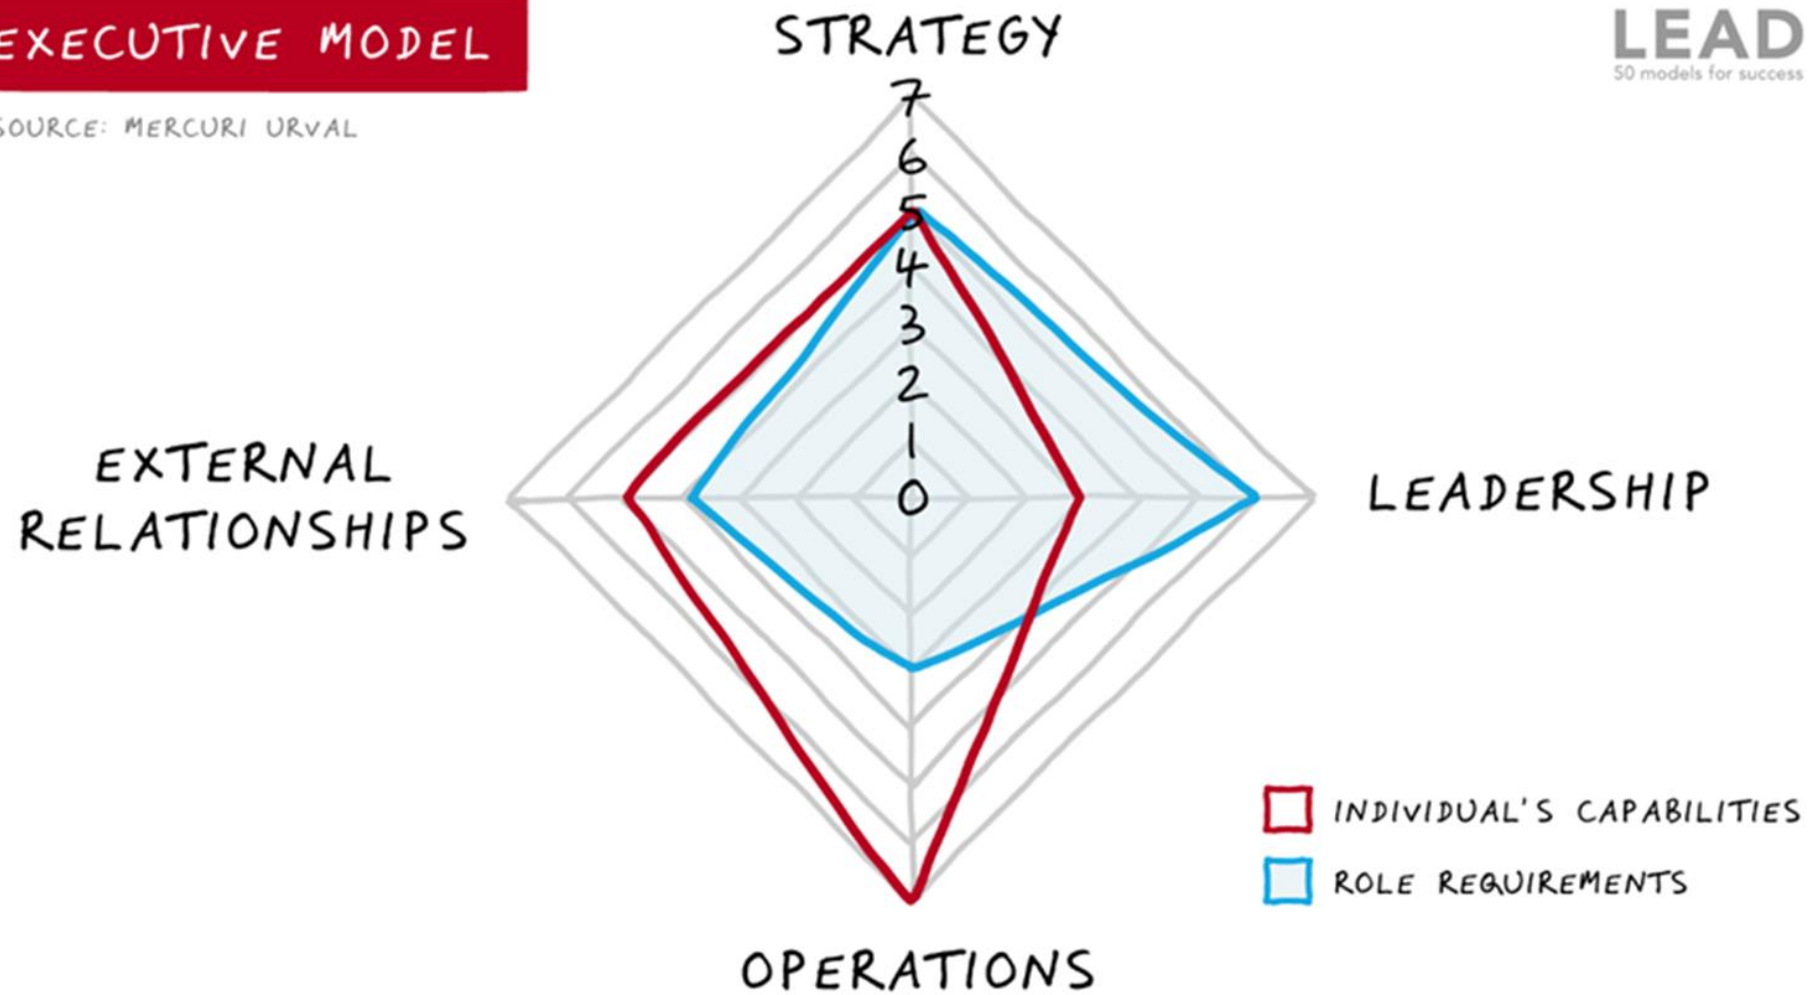 EXECUTIVE MODEL
SOURCE: MERCURI URVAL
LEAD
50 models for success
STRATEGY
7
6
5
4
3
2
1
0
EXTERNAL
RELATIONSHIPS
LEADERSHIP
OPERATIONS
INDIVIDUAL'S CAPABILITIES
ROLE REQUIREMENTS